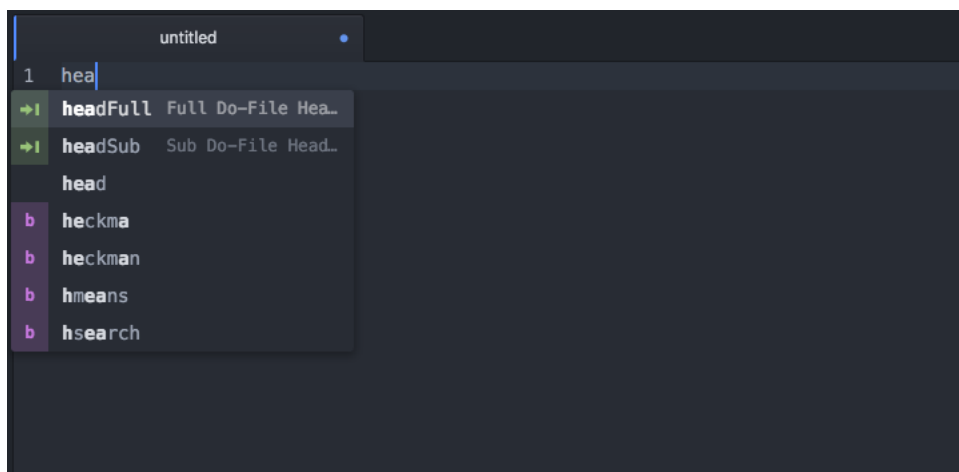 untitled
1 hea
headFull Full Do-File Hea…
headSub Sub Do-File Head…
head
b heckma
b heckman
b hmeans
b hsearch